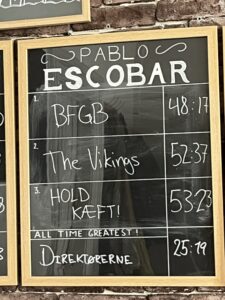 PABLO
ESCOBAR
1. BFGB 48:17
2. The Vikings 52:37
3. HOLD KÆFT! 53:23
ALL TIME GREATEST!
DIREKTØRERNE 25:19